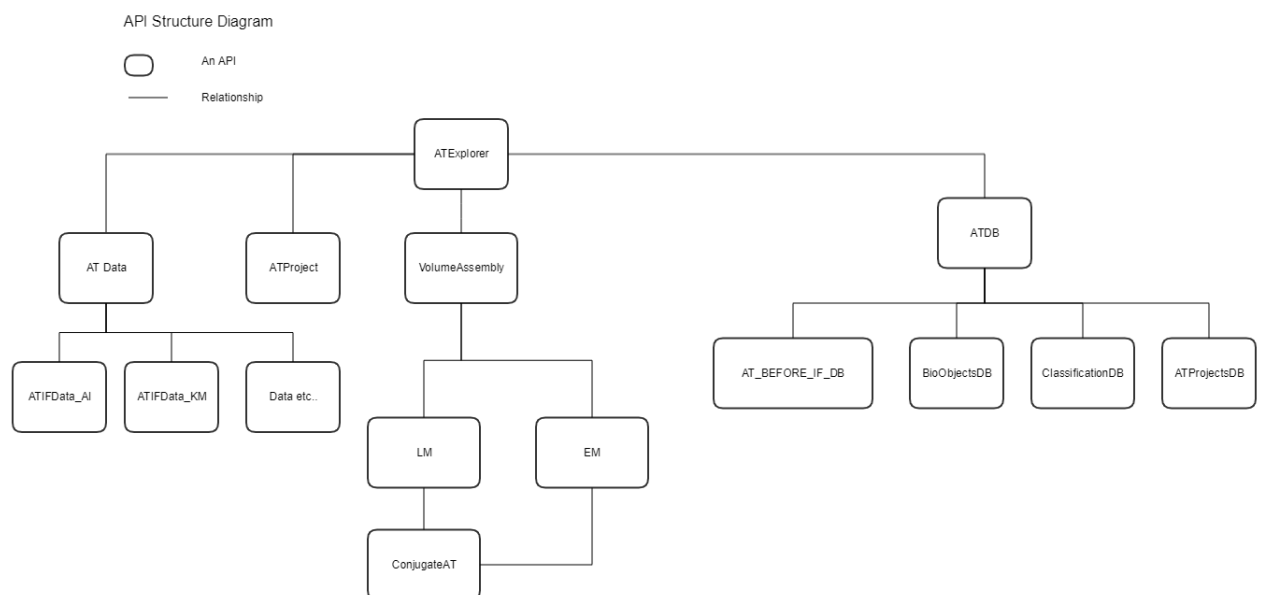 API Structure Diagram
An API
Relationship
ATExplorer
ATDB
AT Data
ATProject
VolumeAssembly
AT_BEFORE_IF_DB
BioObjectsDB
ClassificationDB
ATProjectsDB
ATIFData_AI
ATIFData_KM
Data etc..
LM
EM
ConjugateAT